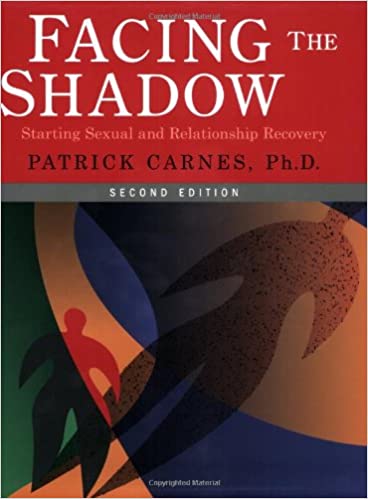 FACING THE
SHADOW
Starting Sexual and Relationship Recovery
PATRICK CARNES, Ph.D.
SECOND EDITION